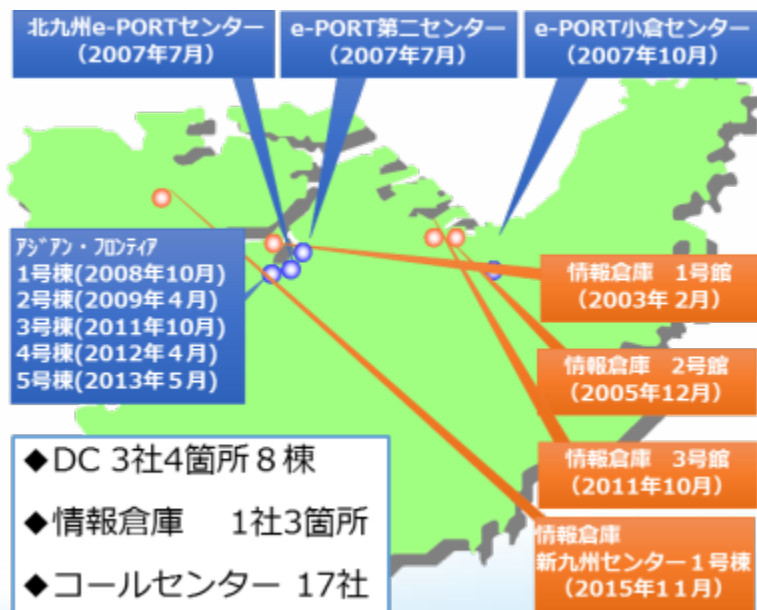 北九州e-PORTセンター
（2007年7月）
e-PORT第二センター
（2007年7月）
e-PORT小倉センター
（2007年10月）
ｱｼﾞｱﾝ・ﾌﾛﾝﾃｨｱ
1号棟(2008年10月)
2号棟(2009年４月)
3号棟(2011年10月)
4号棟(2012年４月)
5号棟(2013年５月)
情報倉庫　1号館
（2003年２月）
情報倉庫　2号館
（2005年12月）
情報倉庫　3号館
（2011年10月）
情報倉庫
新九州センター１号棟
（2015年１１月）
◆DC 3社4箇所８棟
◆情報倉庫　1社3箇所
◆コールセンター 17社